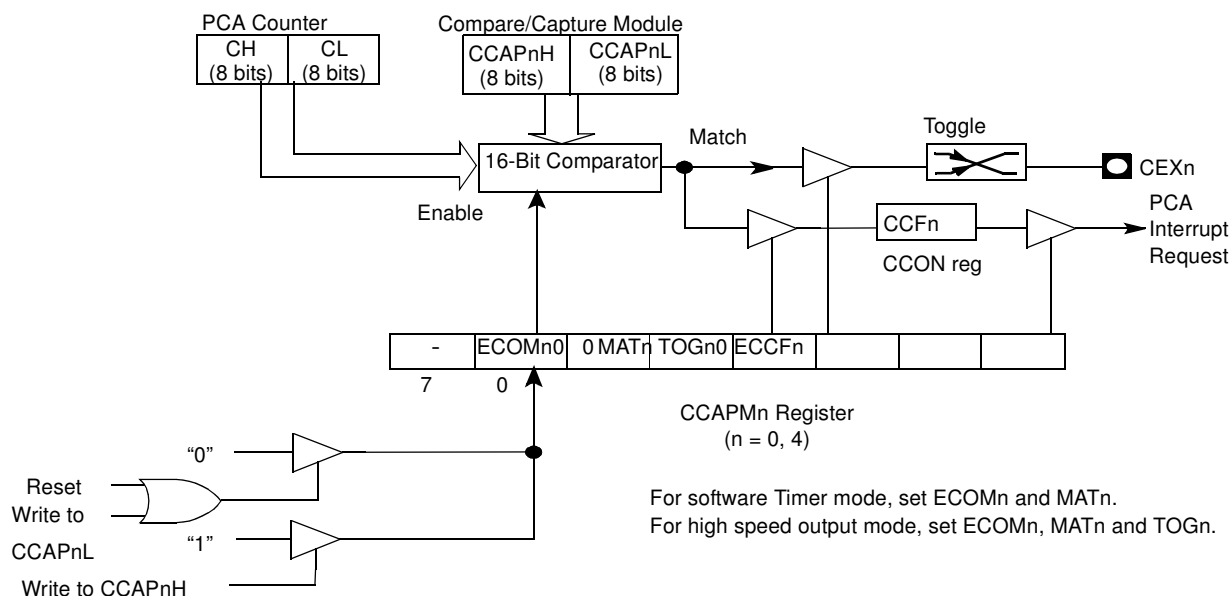 PCA Counter
CH
(8 bits)
CL
(8 bits)
Compare/Capture Module
CCAPnH
(8 bits)
CCAPnL
(8 bits)
16-Bit Comparator
Match
Toggle
CEXn
Enable
CCFn
CCON reg
PCA
Interrupt
Request
- ECOMn0 0 MATn TOGn0 ECCFn
7 0
CCAPMn Register
(n = 0, 4)
“0”
Reset
Write to
CCAPnL
“1”
Write to CCAPnH
For software Timer mode, set ECOMn and MATn.
For high speed output mode, set ECOMn, MATn and TOGn.